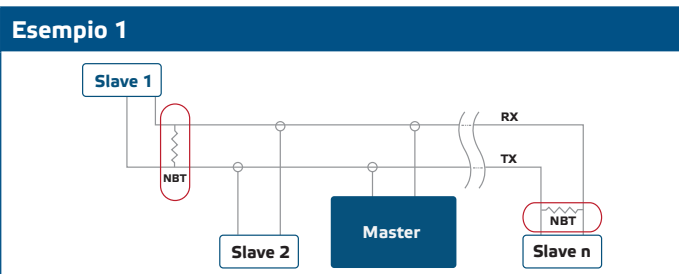 Esempio 1
Slave 1
RX
TX
NBT
Slave 2
Master
NBT
Slave n